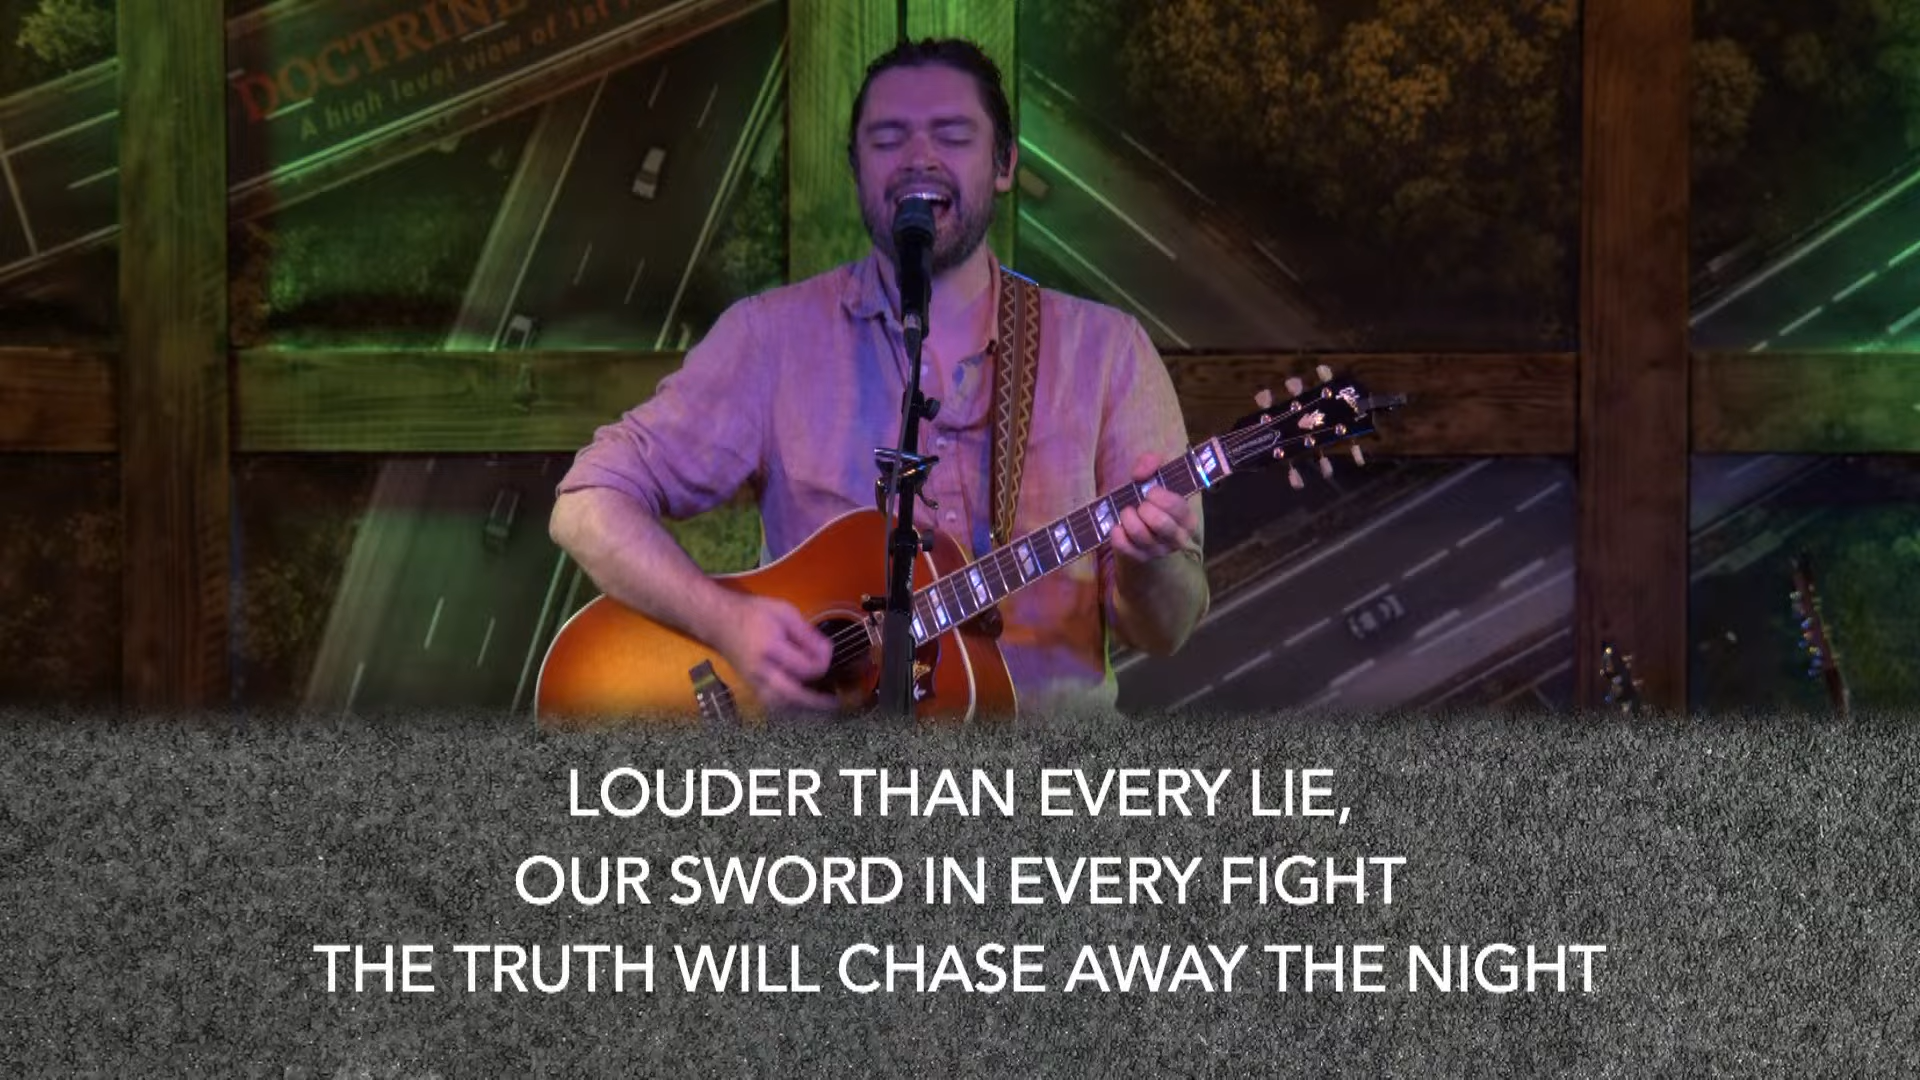 DOCTRINE
A high level view of 1st
LOUDER THAN EVERY LIE,
OUR SWORD IN EVERY FIGHT
THE TRUTH WILL CHASE AWAY THE NIGHT